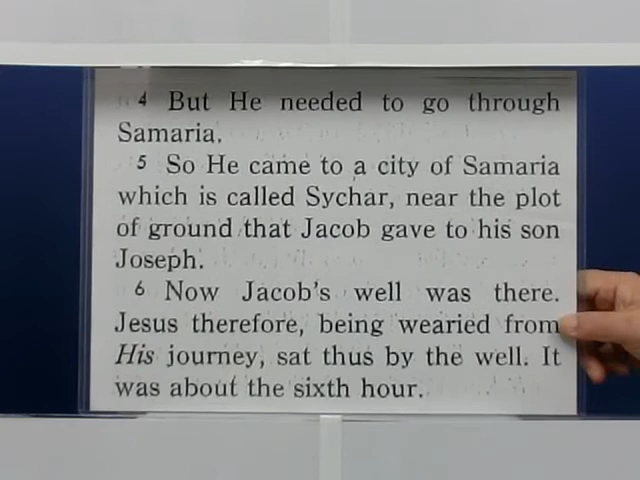 4 But He needed to go through
Samaria.
5 So He came to a city of Samaria
which is called Sychar, near the plot
of ground that Jacob gave to his son
Joseph.
6 Now Jacob's well was there.
Jesus therefore, being wearied from
His journey, sat thus by the well. It
was about the sixth hour.